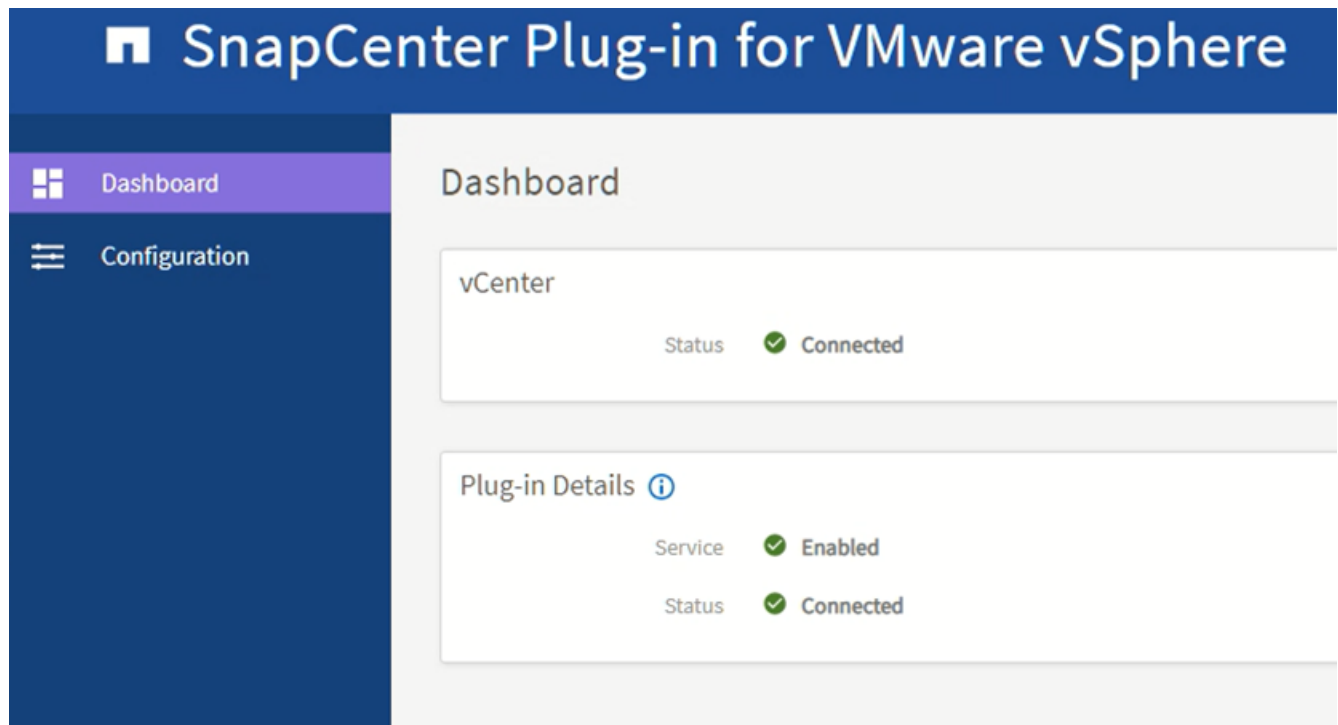 SnapCenter Plug-in for VMware vSphere
Dashboard
Configuration
Dashboard
vCenter
Status Connected
Plug-in Details
Service Enabled
Status Connected